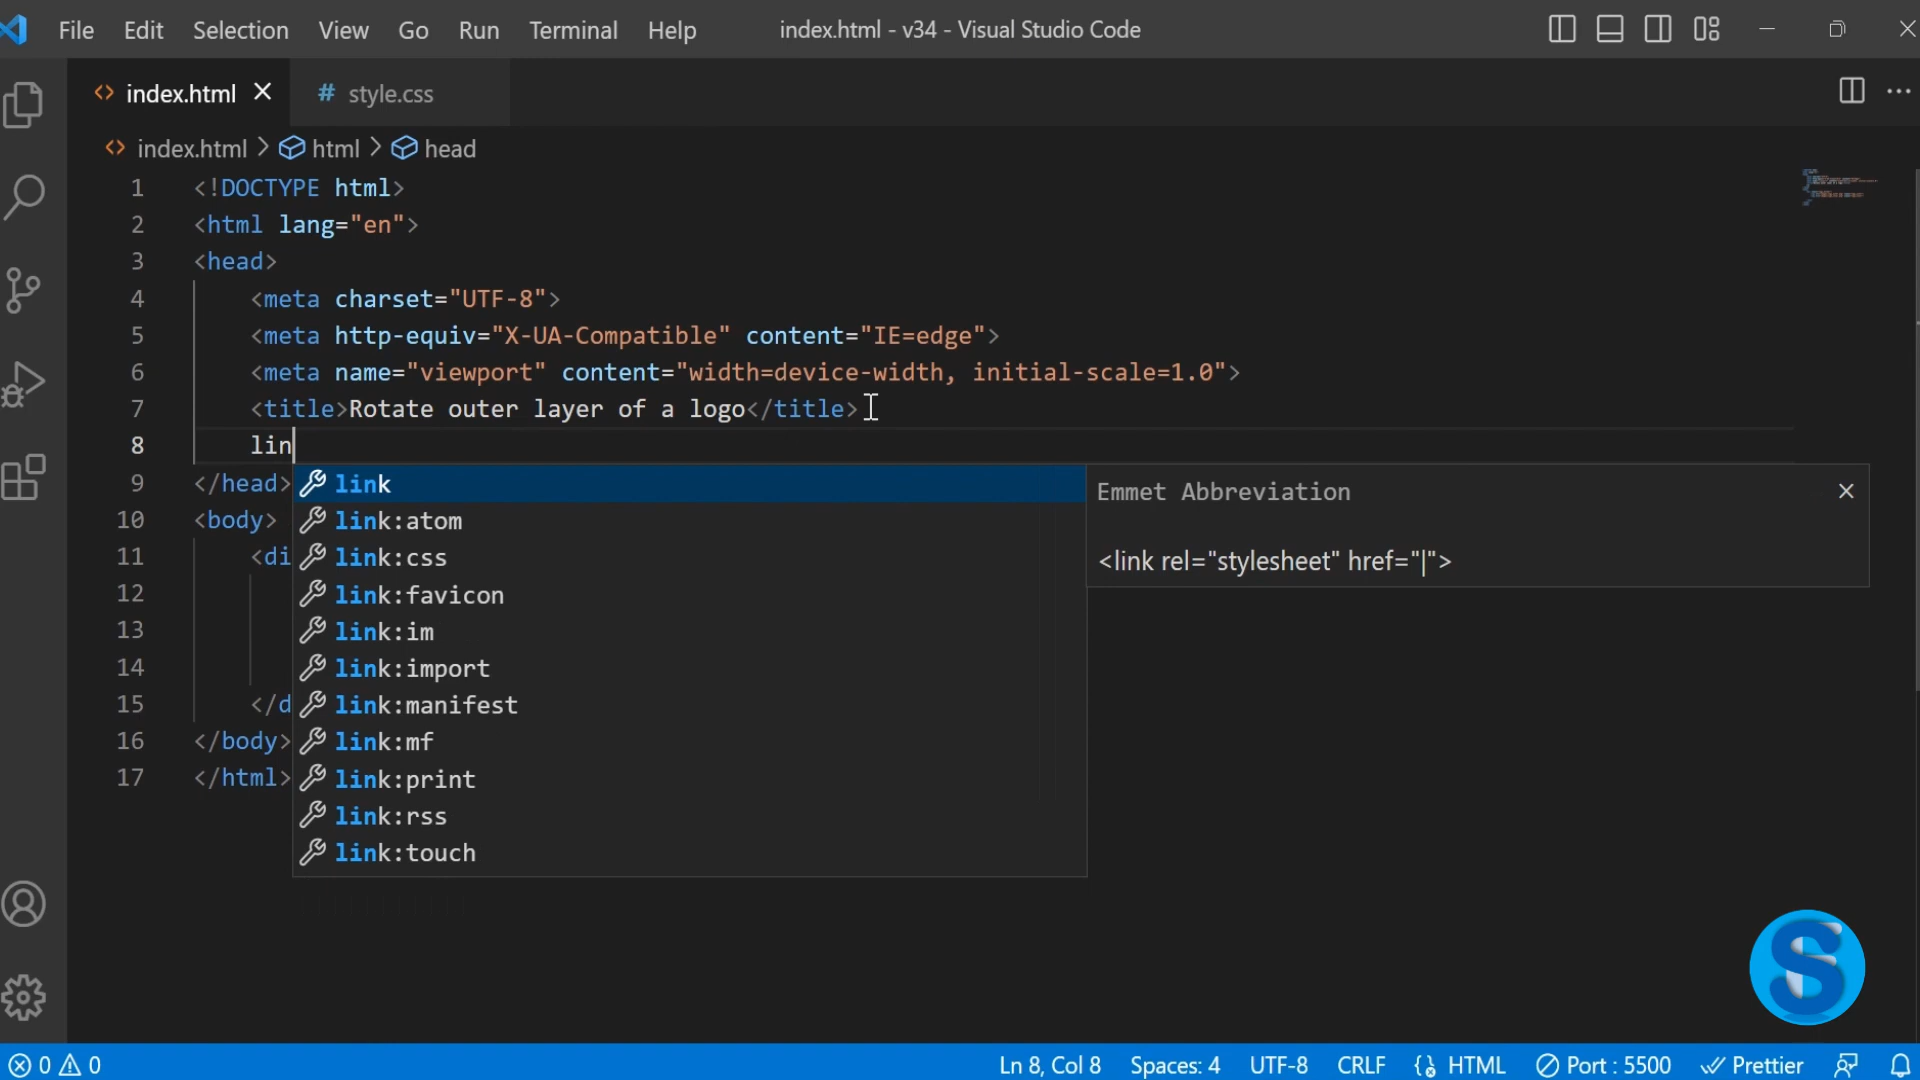 File Edit Selection View Go Run Terminal Help index.html - v34 - Visual Studio Code
index.html # style.css
index.html > html > head
1 <!DOCTYPE html>
2 <html lang="en">
3 <head>
4 <meta charset="UTF-8">
5 <meta http-equiv="X-UA-Compatible" content="IE=edge">
6 <meta name="viewport" content="width=device-width, initial-scale=1.0">
7 <title>Rotate outer layer of a logo</title>
8 lin
9 </head>
link
Emmet Abbreviation
10 <body>
link:atom
11 <di
link:css
<link rel="stylesheet" href="|">
12
link:favicon
13
link:im
14
link:import
15 </d
link:manifest
16 </body>
link:mf
17 </html>
link:print
link:rss
link:touch
S
0 0 Ln 8, Col 8 Spaces: 4 UTF-8 CRLF HTML Port : 5500 Prettier